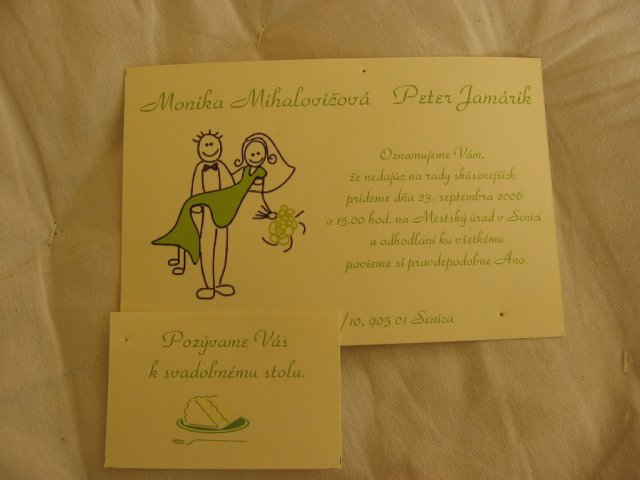 Monika Mihalovičová Peter Jamárik
Oznamujeme Vám,
že nedajúc na rady skúsenejších
prídeme dňa 23. septembra 2006
o 15.00 hod. na Mestský úrad v Senici
a odhodlaní ku všetkému
povieme si pravdepodobne Áno.
/10, 905 01 Senica
Pozývame Vás
k svadobnému stolu.